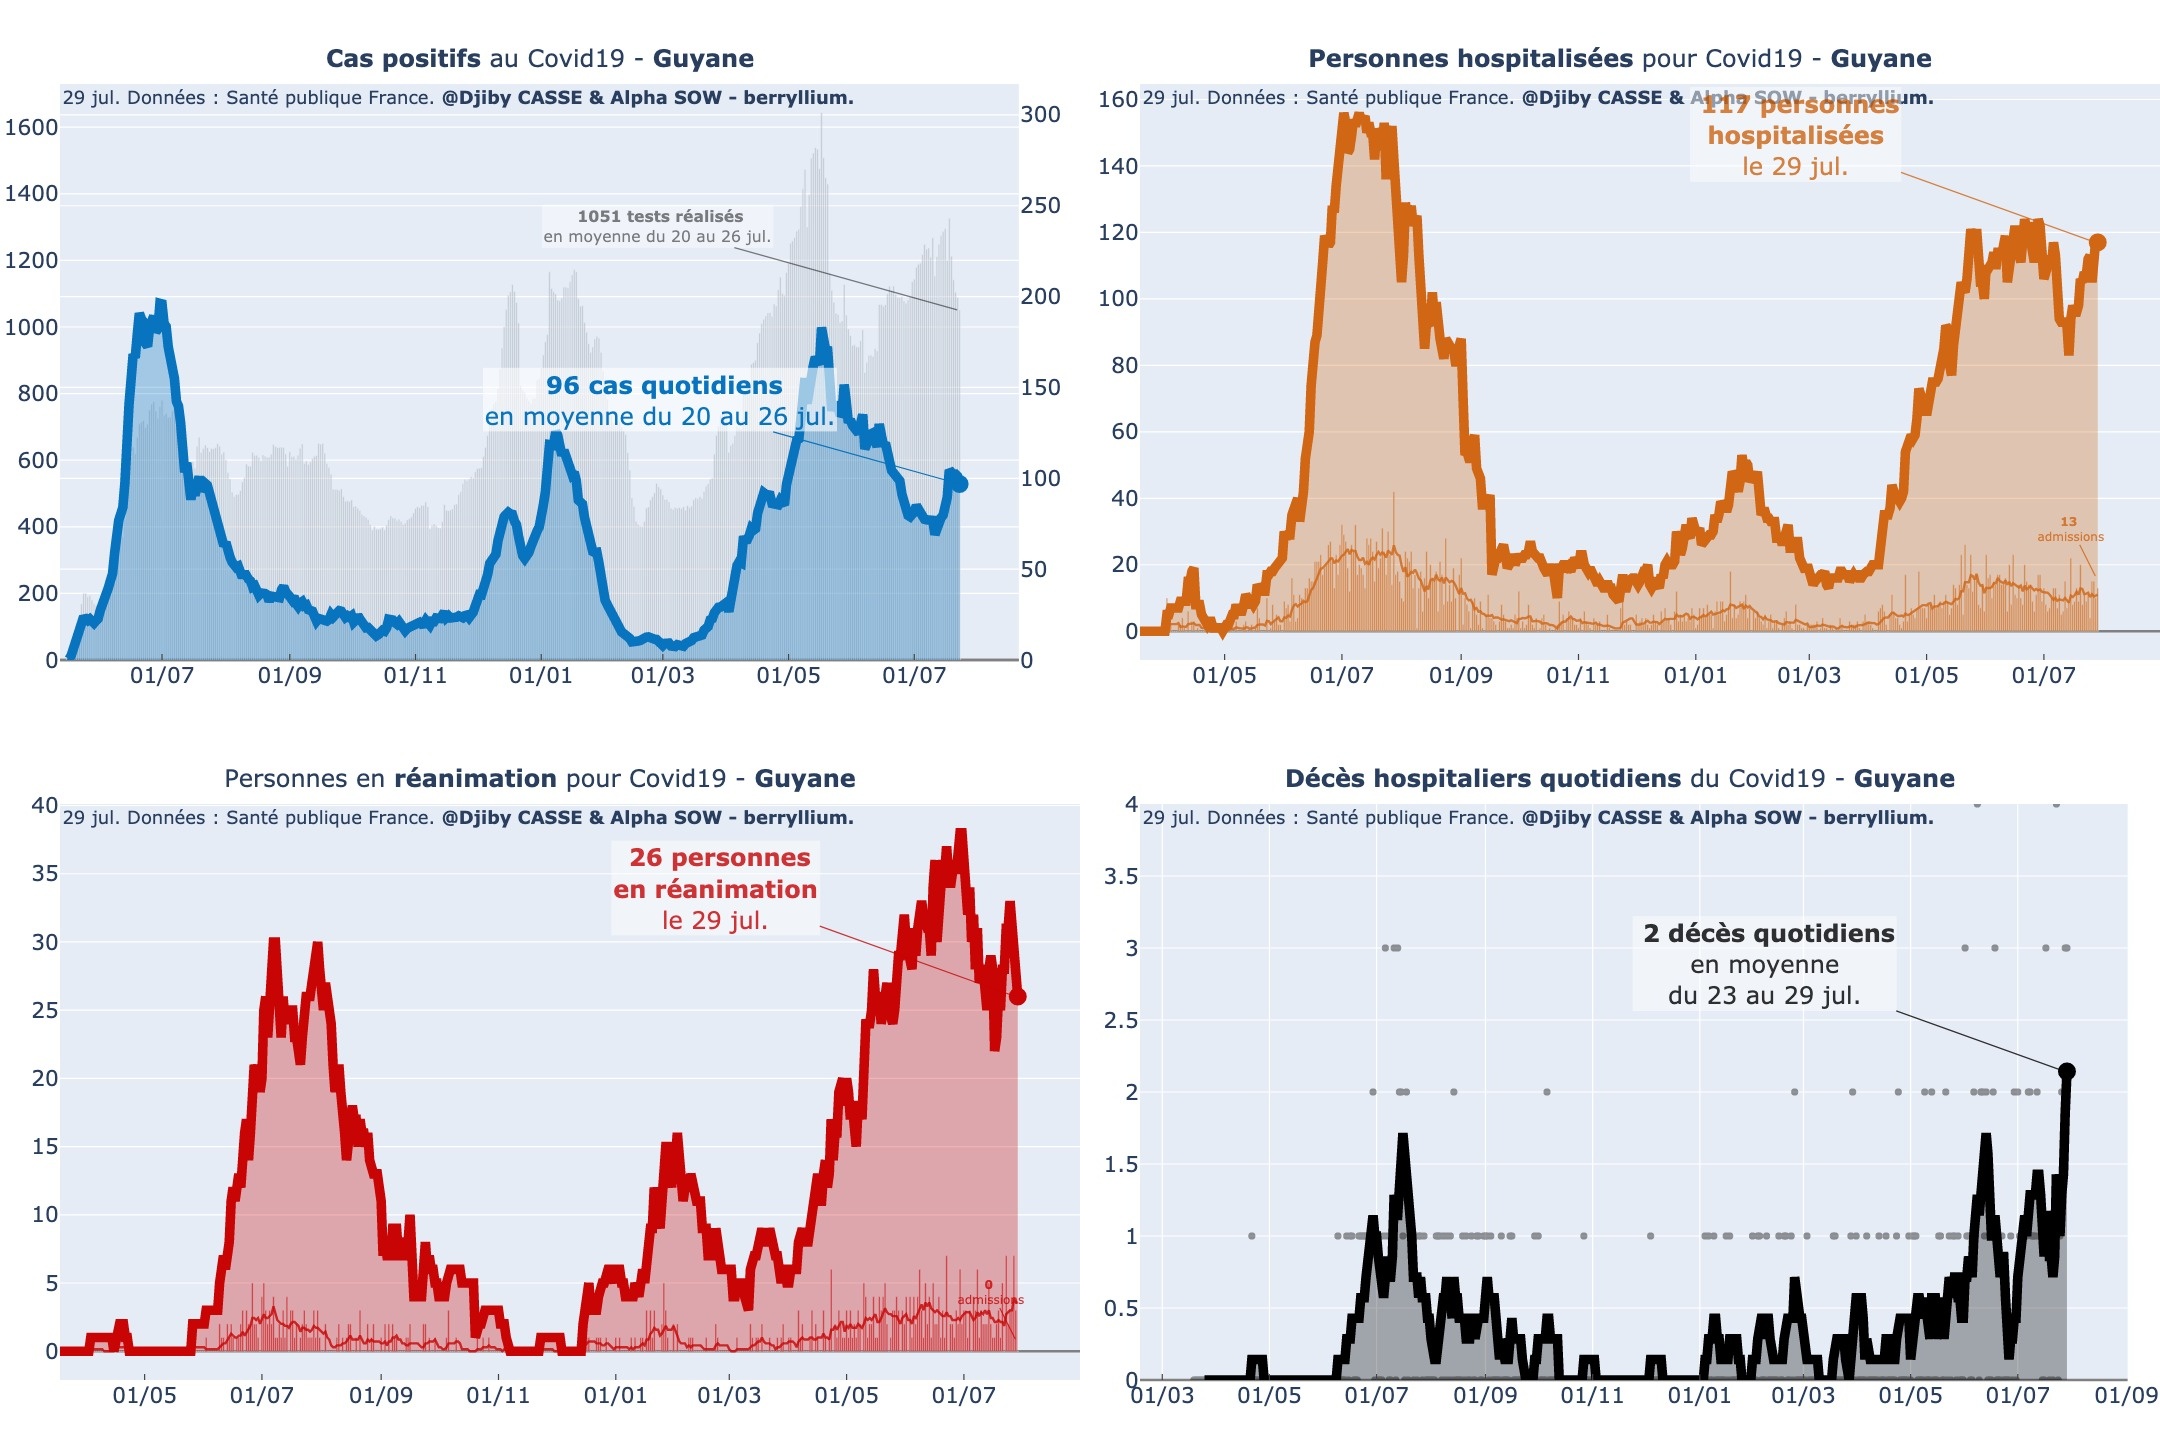 Cas positifs au Covid19 - Guyane
29 jul. Données : Santé publique France. @Djiby CASSE & Alpha SOW - berryllium.
1600
1400
1200
1000
800
600
400
200
0
300
250
200
150
100
50
0
1051 tests réalisés
en moyenne du 20 au 26 jul.
96 cas quotidiens
en moyenne du 20 au 26 jul.
01/07 01/09 01/11 01/01 01/03 01/05 01/07
Personnes hospitalisées pour Covid19 - Guyane
29 jul. Données : Santé publique France. @Djiby CASSE & Alpha SOW - berryllium.
117 personnes
hospitalisées
le 29 jul.
160
140
120
100
80
60
40
20
0
13
admissions
01/05 01/07 01/09 01/11 01/01 01/03 01/05 01/07
Personnes en réanimation pour Covid19 - Guyane
29 jul. Données : Santé publique France. @Djiby CASSE & Alpha SOW - berryllium.
40
35
30
25
20
15
10
5
0
26 personnes
en réanimation
le 29 jul.
0
admissions
01/05 01/07 01/09 01/11 01/01 01/03 01/05 01/07
Décès hospitaliers quotidiens du Covid19 - Guyane
29 jul. Données : Santé publique France. @Djiby CASSE & Alpha SOW - berryllium.
4
3.5
3
2.5
2
1.5
1
0.5
0
2 décès quotidiens
en moyenne
du 23 au 29 jul.
01/03 01/05 01/07 01/09 01/11 01/01 01/03 01/05 01/07 01/09